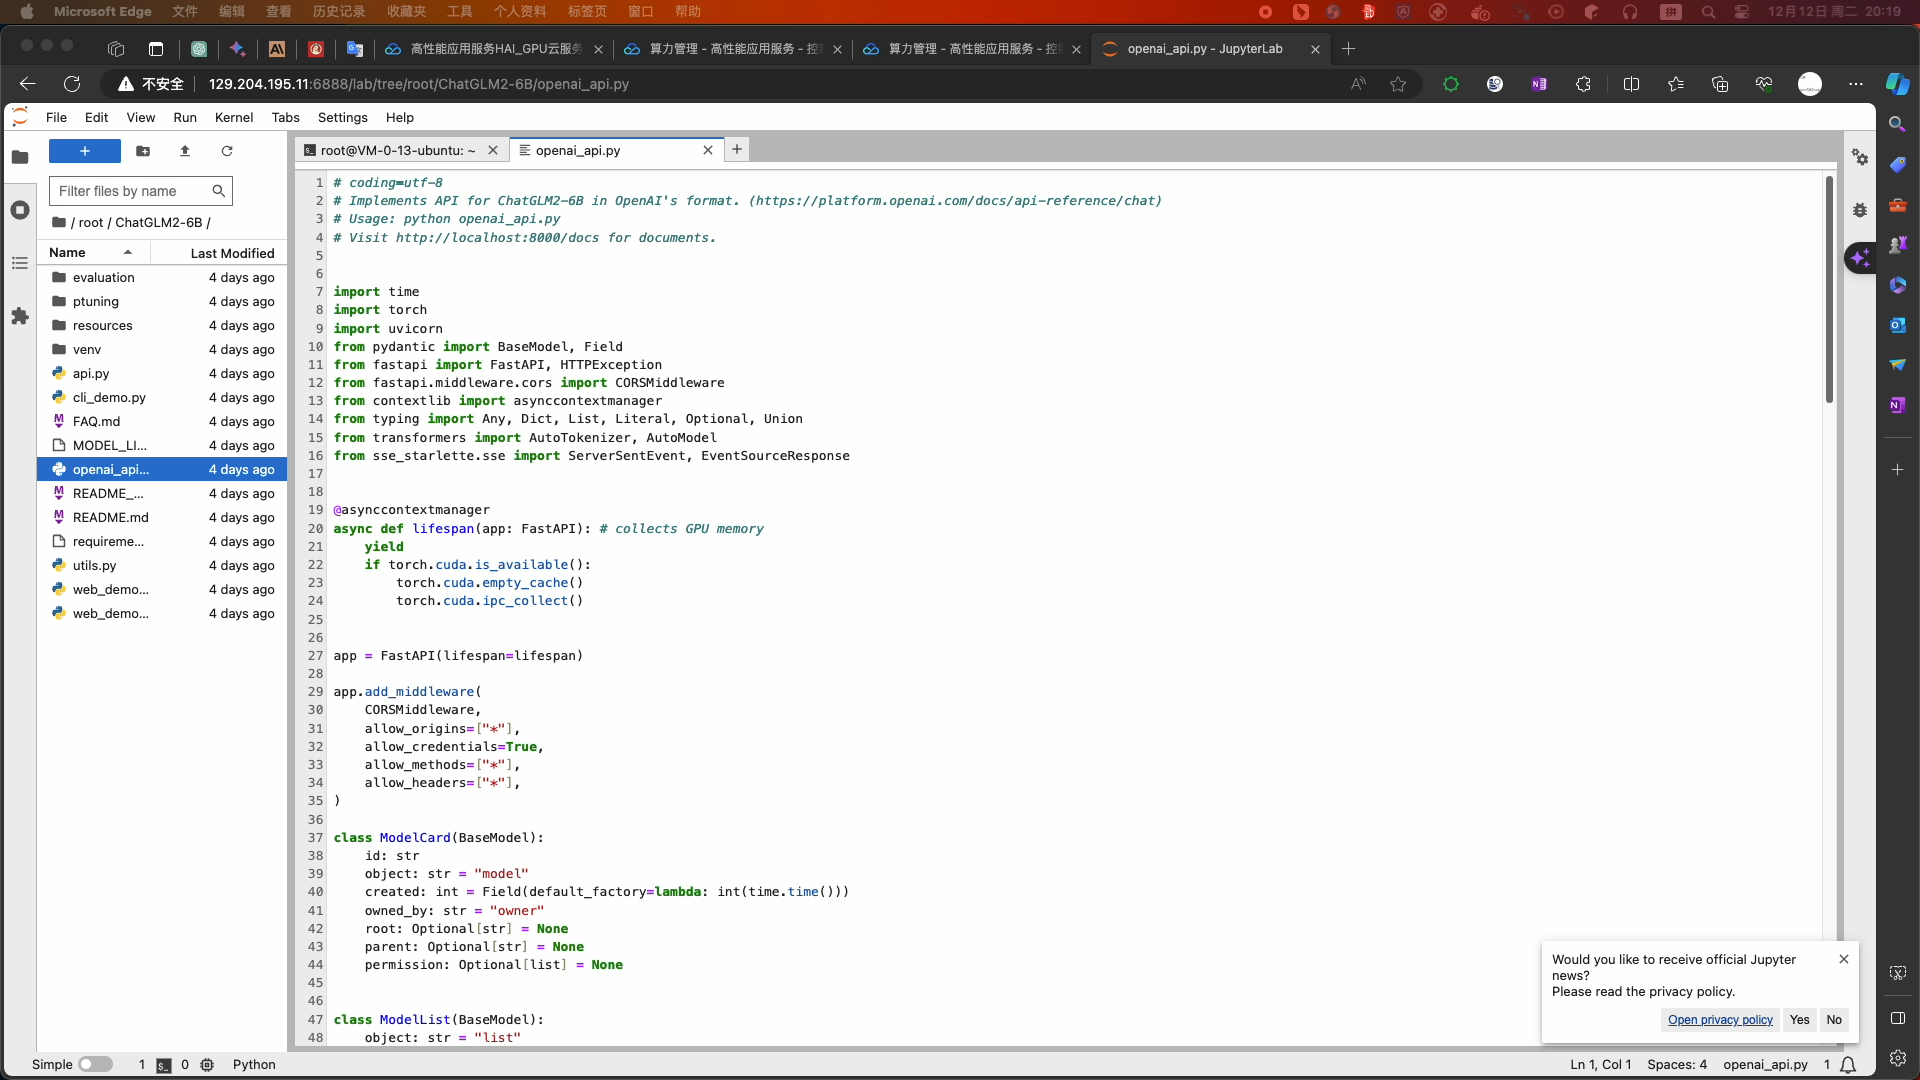 Microsoft Edge 文件 编辑 查看 历史记录 收藏夹 工具 个人资料 标签页 窗口 帮助 12月12日 周二 20:19
高性能应用服务HAI_GPU云服务 算力管理 - 高性能应用服务 - 控 算力管理 - 高性能应用服务 - 控 openai_api.py - JupyterLab
不安全 129.204.195.11:6888/lab/tree/root/ChatGLM2-6B/openai_api.py
File Edit View Run Kernel Tabs Settings Help
root@VM-0-13-ubuntu: ~ openai_api.py
Filter files by name
/ root / ChatGLM2-6B /
Name Last Modified
evaluation 4 days ago
ptuning 4 days ago
resources 4 days ago
venv 4 days ago
api.py 4 days ago
cli_demo.py 4 days ago
FAQ.md 4 days ago
MODEL_LI... 4 days ago
openai_api... 4 days ago
README_... 4 days ago
README.md 4 days ago
requireme... 4 days ago
utils.py 4 days ago
web_demo... 4 days ago
web_demo... 4 days ago
1 # coding=utf-8
2 # Implements API for ChatGLM2-6B in OpenAI's format. (https://platform.openai.com/docs/api-reference/chat)
3 # Usage: python openai_api.py
4 # Visit http://localhost:8000/docs for documents.
5
6
7 import time
8 import torch
9 import uvicorn
10 from pydantic import BaseModel, Field
11 from fastapi import FastAPI, HTTPException
12 from fastapi.middleware.cors import CORSMiddleware
13 from contextlib import asynccontextmanager
14 from typing import Any, Dict, List, Literal, Optional, Union
15 from transformers import AutoTokenizer, AutoModel
16 from sse_starlette.sse import ServerSentEvent, EventSourceResponse
17
18
19 @asynccontextmanager
20 async def lifespan(app: FastAPI): # collects GPU memory
21     yield
22     if torch.cuda.is_available():
23         torch.cuda.empty_cache()
24         torch.cuda.ipc_collect()
25
26
27 app = FastAPI(lifespan=lifespan)
28
29 app.add_middleware(
30     CORSMiddleware,
31     allow_origins=["*"],
32     allow_credentials=True,
33     allow_methods=["*"],
34     allow_headers=["*"],
35 )
36
37 class ModelCard(BaseModel):
38     id: str
39     object: str = "model"
40     created: int = Field(default_factory=lambda: int(time.time()))
41     owned_by: str = "owner"
42     root: Optional[str] = None
43     parent: Optional[str] = None
44     permission: Optional[list] = None
45
46
47 class ModelList(BaseModel):
48     object: str = "list"
Would you like to receive official Jupyter
news?
Please read the privacy policy.
Open privacy policy Yes No
Simple 1 0 Python Ln 1, Col 1 Spaces: 4 openai_api.py 1